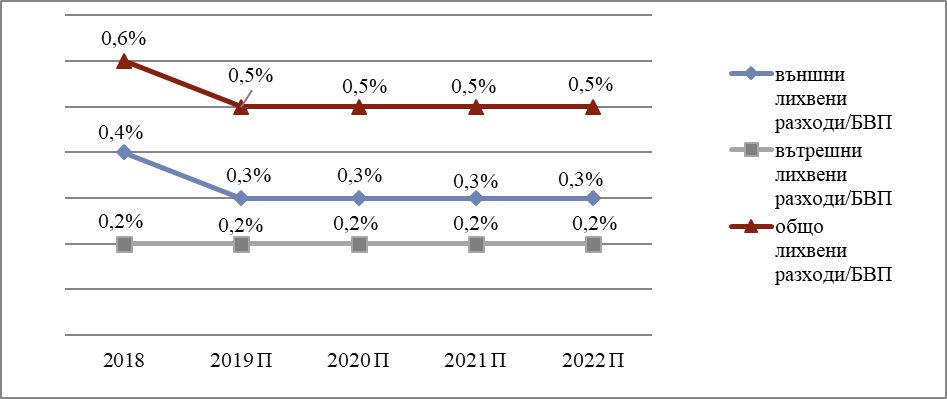 0,6%
0,5%
0,5%
0,5%
0,5%
0,4%
0,3%
0,3%
0,3%
0,3%
0,2%
0,2%
0,2%
0,2%
0,2%
2018
2019 П
2020 П
2021 П
2022 П
външни
лихвени
разходи/БВП
вътрешни
лихвени
разходи/БВП
общо
лихвени
разходи/БВП